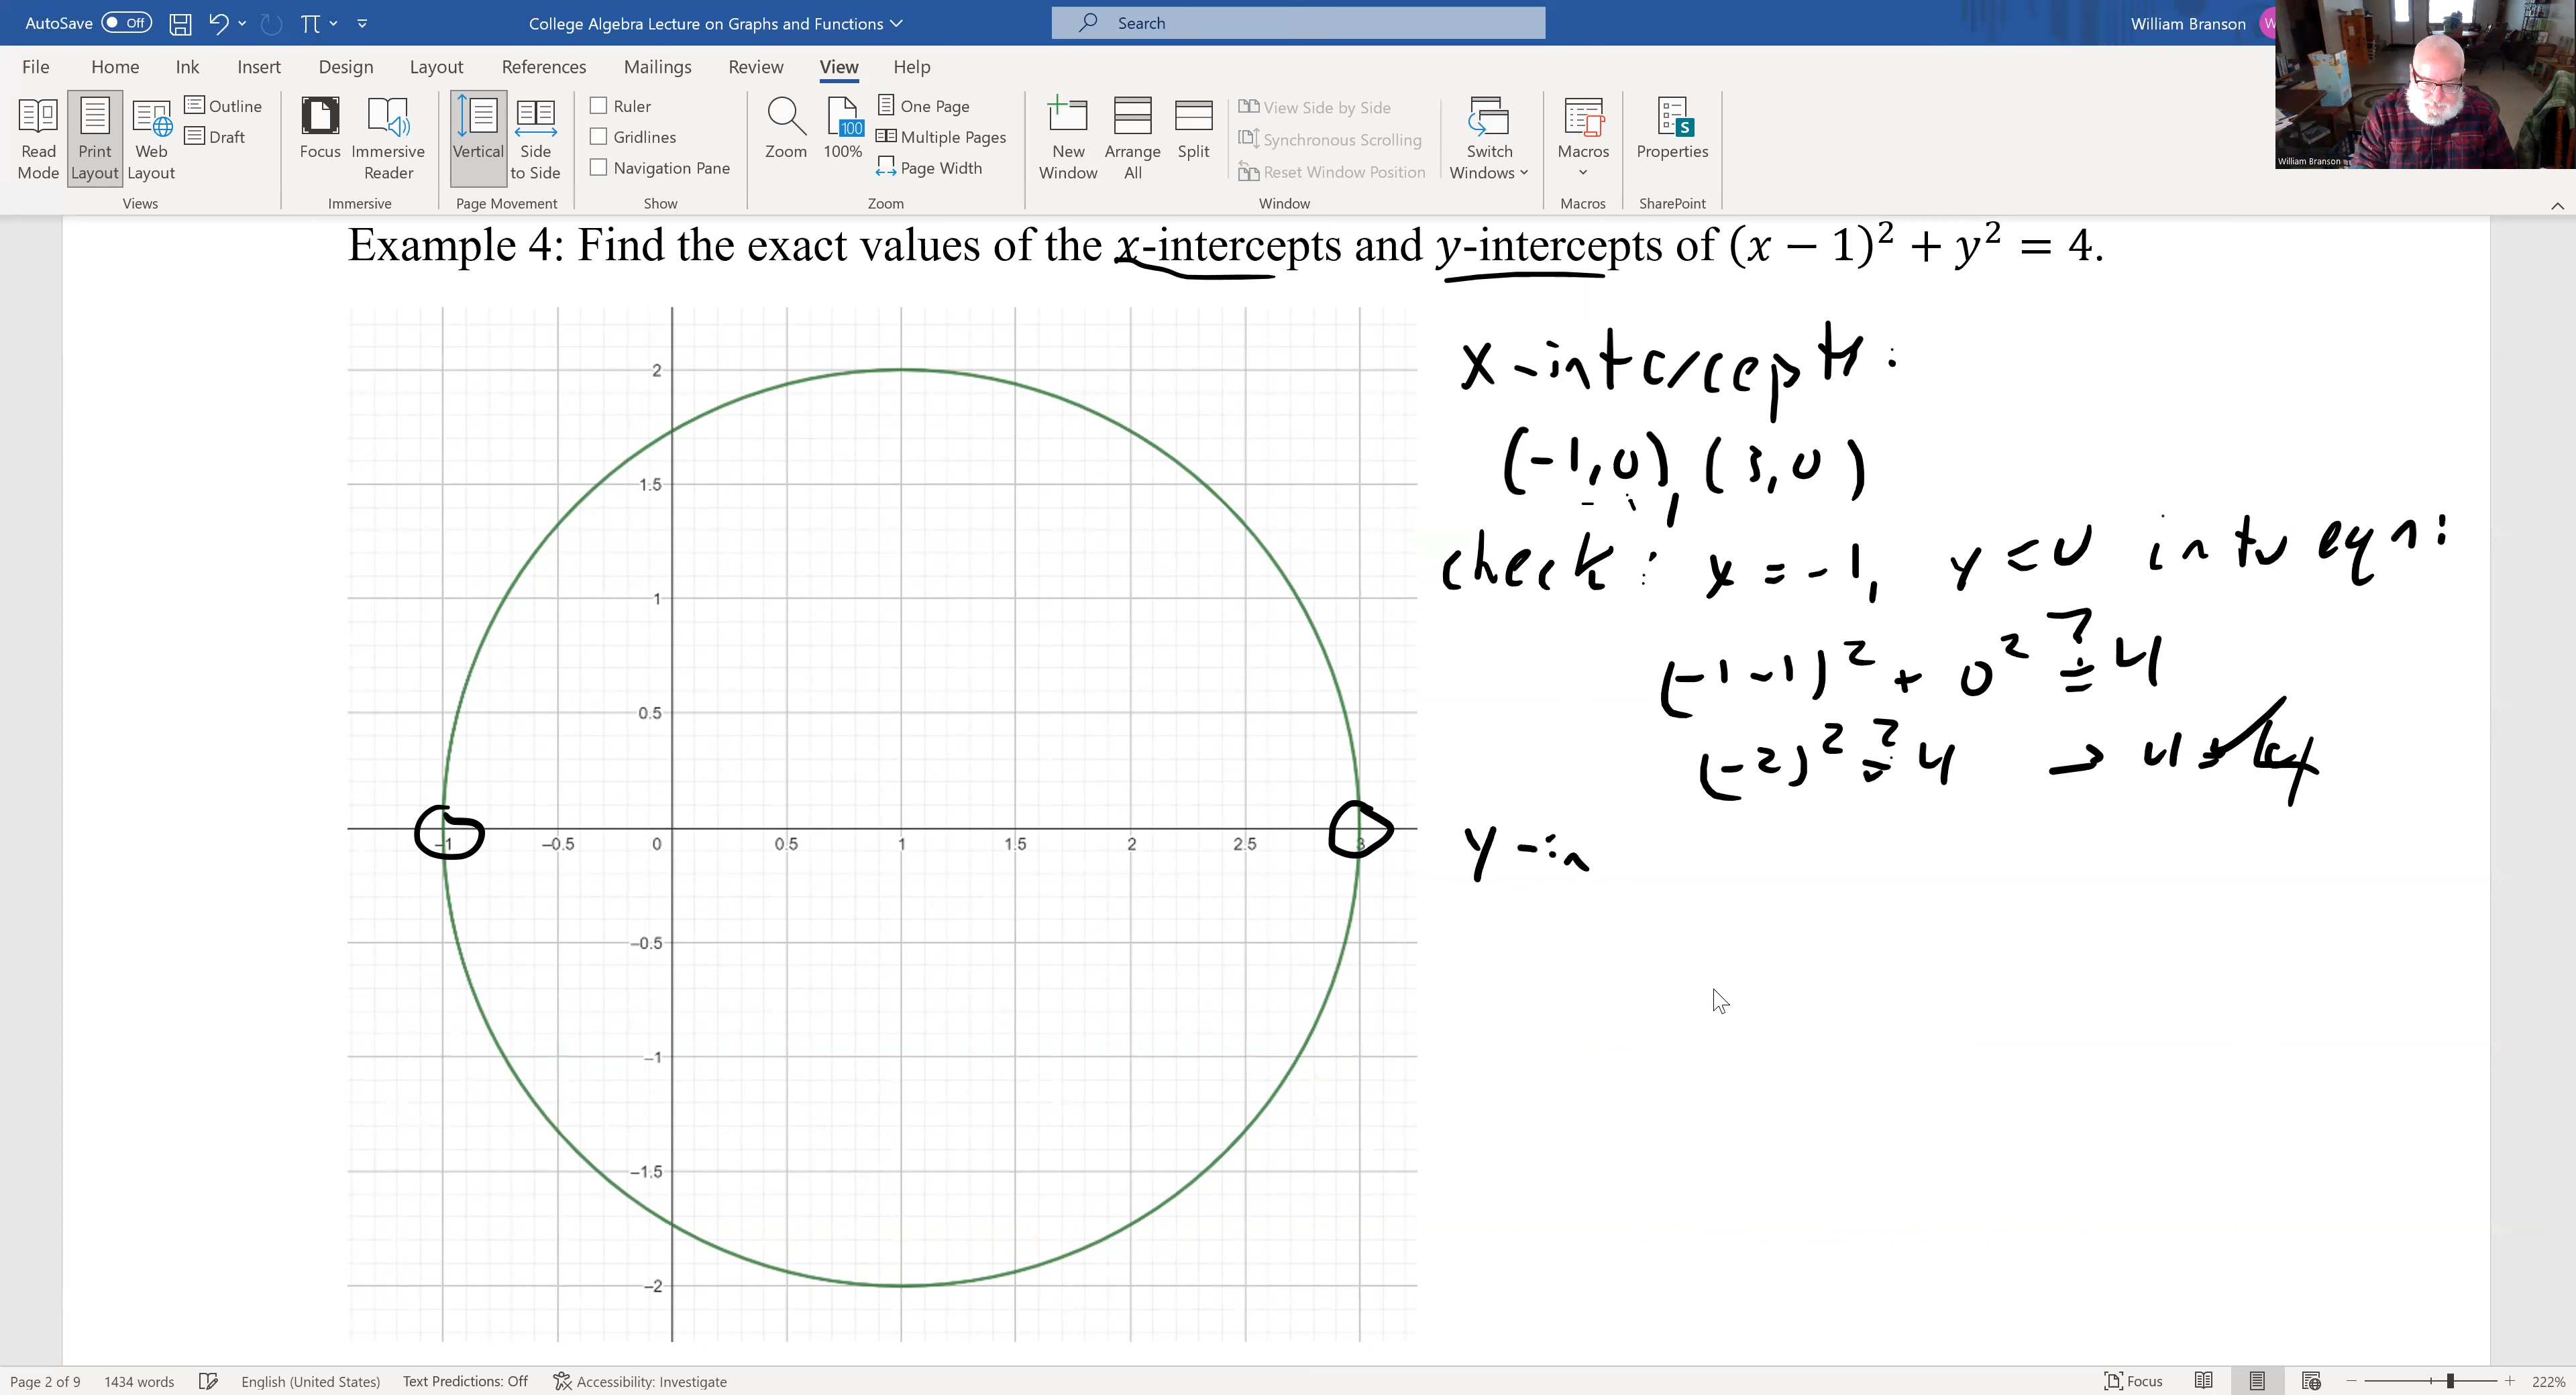 AutoSave Off College Algebra Lecture on Graphs and Functions Search William Branson W
File Home Ink Insert Design Layout References Mailings Review View Help
Read Mode Print Layout Web Layout Outline Draft
Views
Focus Immersive Reader
Immersive
Vertical Side to Side
Page Movement
Ruler
Gridlines
Navigation Pane
Show
Zoom 100 100% One Page Multiple Pages Page Width
Zoom
New Window Arrange All Split View Side by Side Synchronous Scrolling Reset Window Position Switch Windows
Window
Macros
Macros
S Properties
SharePoint
William Branson
Example 4: Find the exact values of the x-intercepts and y-intercepts of (x − 1)² + y² = 4.
2
1.5
1
0.5
–1 –0.5 0 0.5 1 1.5 2 2.5 3
–0.5
–1
–1.5
–2
x-intercepts:
(-1,0), (3,0)
check: x = -1, y = 0 into eqn:
(-1-1)² + 0² ≟ 4
(-2)² ≟ 4 → 4 = 4
y-in
Page 2 of 9 1434 words English (United States) Text Predictions: Off Accessibility: Investigate Focus 222%